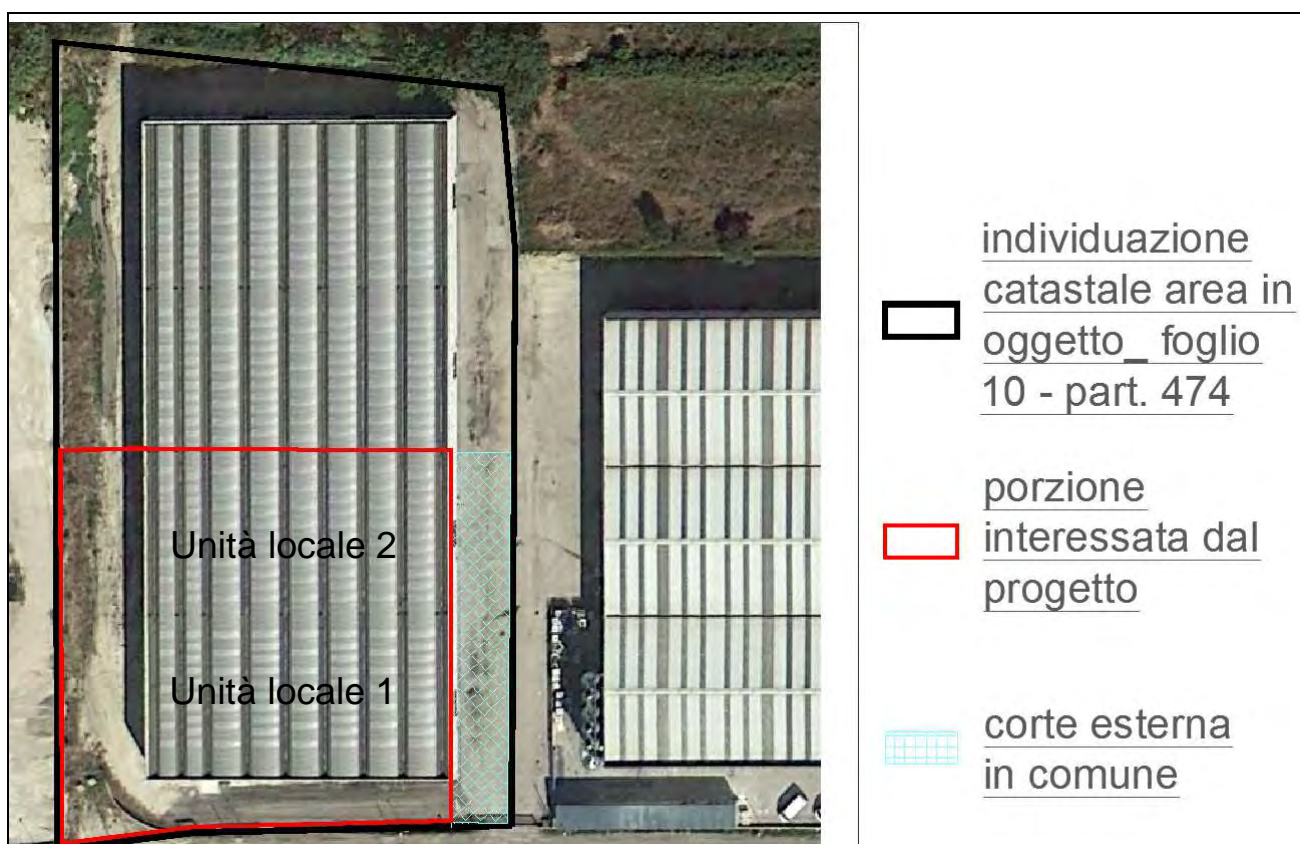 Unità locale 2
Unità locale 1
individuazione
catastale area in
oggetto_ foglio
10 - part. 474
porzione
interessata dal
progetto
corte esterna
in comune